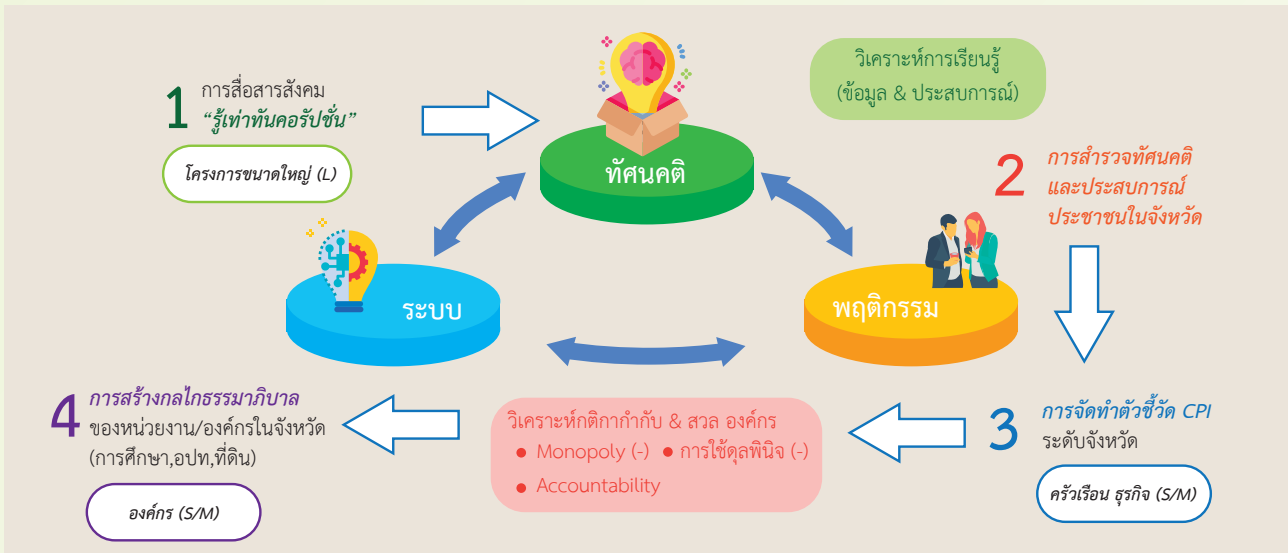 1
การสื่อสารสังคม
“รู้เท่าทันคอรัปชั่น”
โครงการขนาดใหญ่ (L)
ทัศนคติ
วิเคราะห์การเรียนรู้
(ข้อมูล & ประสบการณ์)
2
การสำรวจทัศนคติ
และประสบการณ์
ประชาชนในจังหวัด
ระบบ
พฤติกรรม
4
การสร้างกลไกธรรมาภิบาล
ของหน่วยงาน/องค์กรในจังหวัด
(การศึกษา,อปท,ที่ดิน)
องค์กร (S/M)
วิเคราะห์กติกากำกับ & สวล องค์กร
● Monopoly (-) ● การใช้ดุลพินิจ (-)
● Accountability
3
การจัดทำตัวชี้วัด CPI
ระดับจังหวัด
ครัวเรือน ธุรกิจ (S/M)